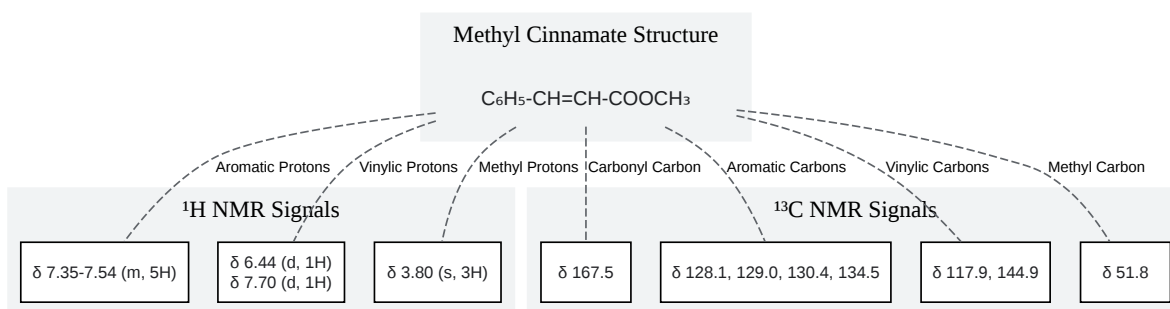 Methyl Cinnamate Structure
C₆H₅-CH=CH-COOCH₃
Aromatic Protons
Vinylic Protons
Methyl Protons
Carbonyl Carbon
Aromatic Carbons
Vinylic Carbons
Methyl Carbon
¹H NMR Signals
¹³C NMR Signals
δ 7.35-7.54 (m, 5H)
δ 6.44 (d, 1H)
δ 7.70 (d, 1H)
δ 3.80 (s, 3H)
δ 167.5
δ 128.1, 129.0, 130.4, 134.5
δ 117.9, 144.9
δ 51.8